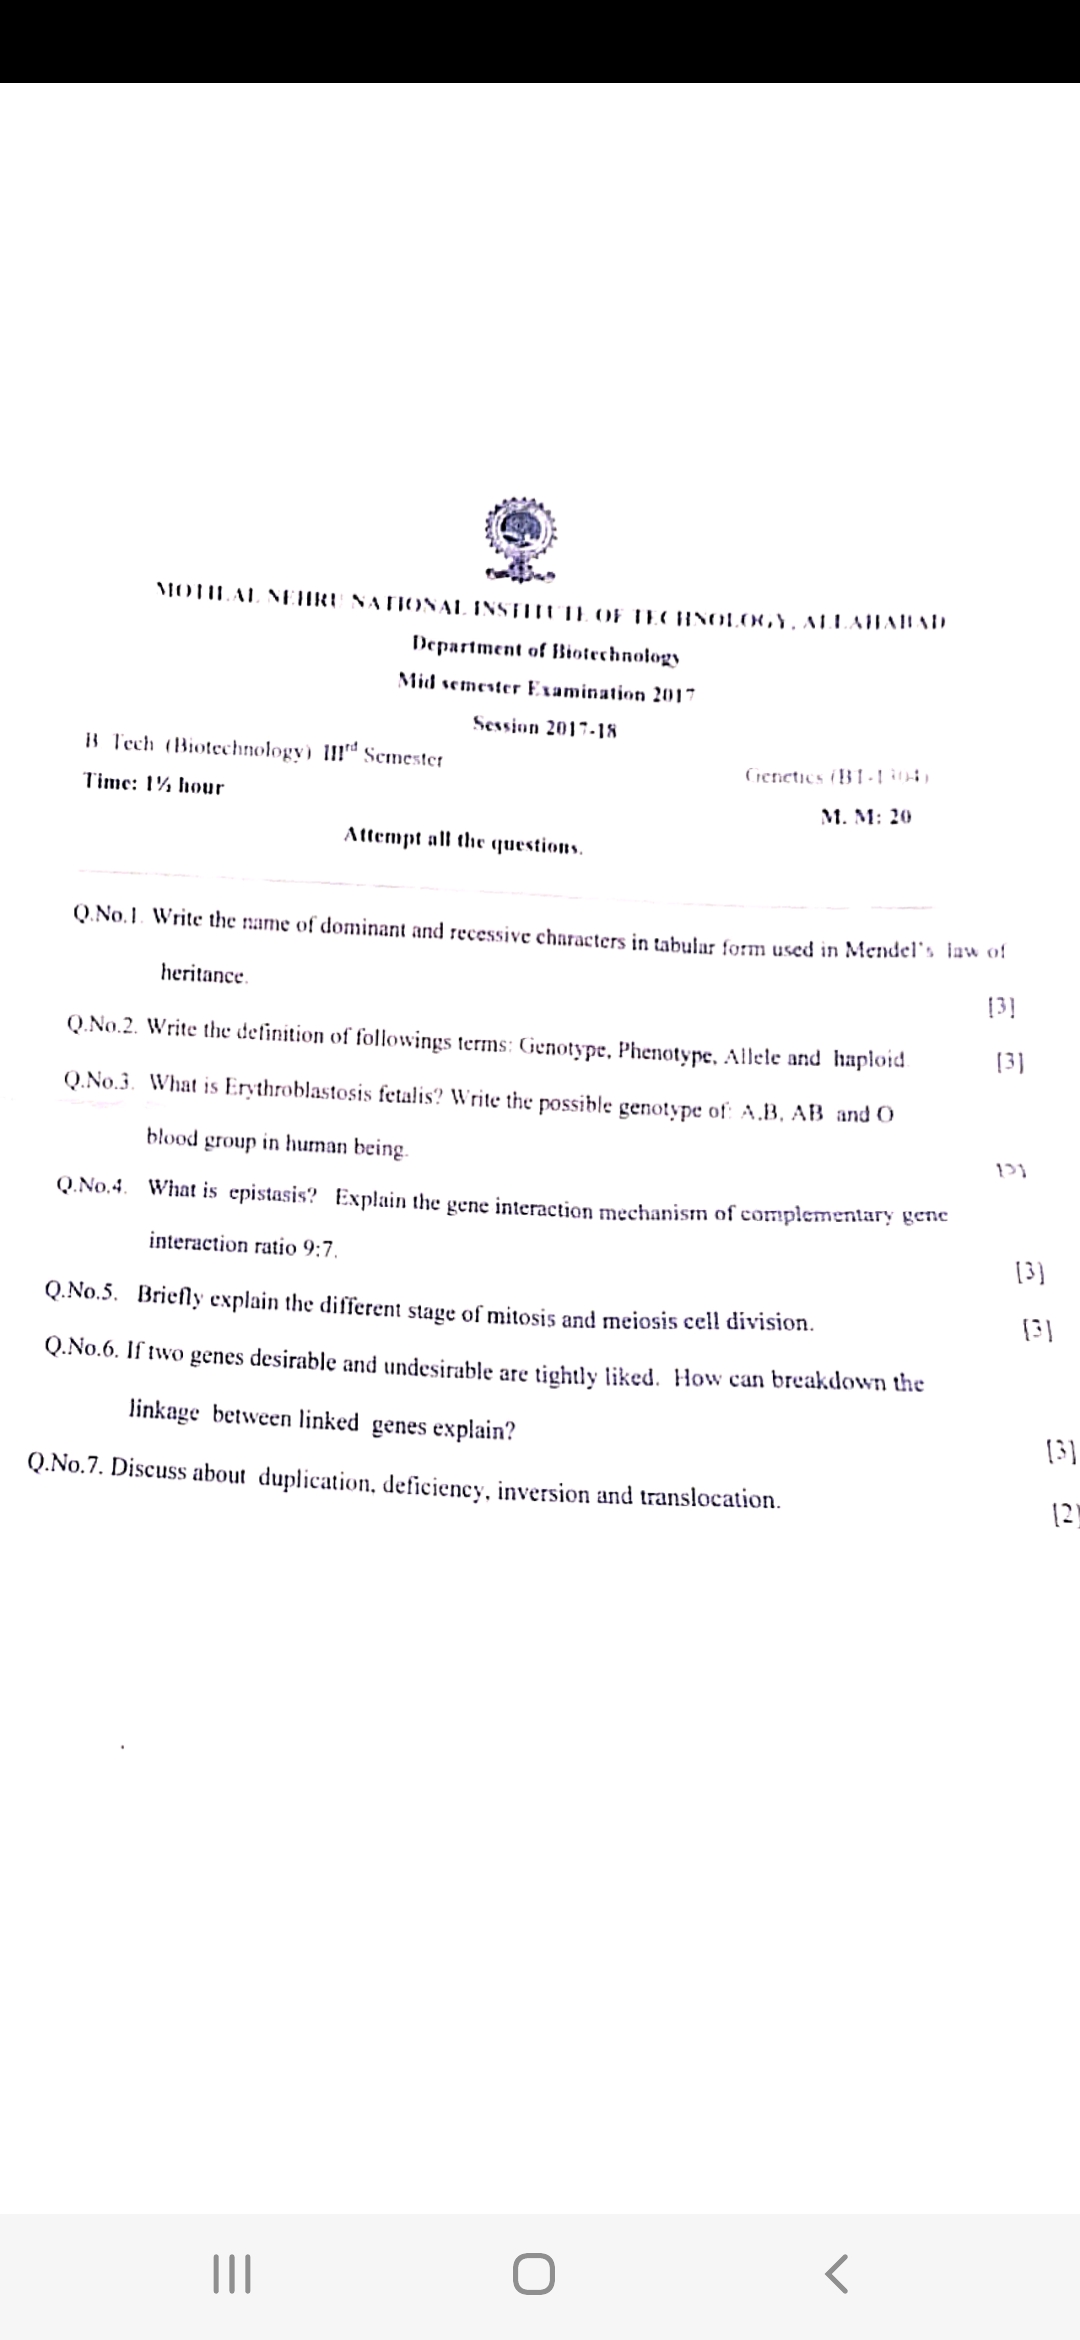 MOTILAL NEHRU NATIONAL INSTITUTE OF TECHNOLOGY, ALLAHABAD
Department of Biotechnology
Mid semester Examination 2017
Session 2017-18
B Tech (Biotechnology) IIIrd Semester
Genetics
Time: 1½ hour
M. M: 20
Attempt all the questions.
Q.No.1. Write the name of dominant and recessive characters in tabular form used in Mendel's law of
heritance.
[3]
Q.No.2. Write the definition of followings terms: Genotype, Phenotype, Allele and haploid
[3]
Q.No.3. What is Erythroblastosis fetalis? Write the possible genotype of: A,B, AB and O
blood group in human being.
Q.No.4. What is epistasis? Explain the gene interaction mechanism of complementary gene
interaction ratio 9:7.
[3]
Q.No.5. Briefly explain the different stage of mitosis and meiosis cell division.
[3]
Q.No.6. If two genes desirable and undesirable are tightly liked. How can breakdown the
linkage between linked genes explain?
[3]
Q.No.7. Discuss about duplication, deficiency, inversion and translocation.
[2]